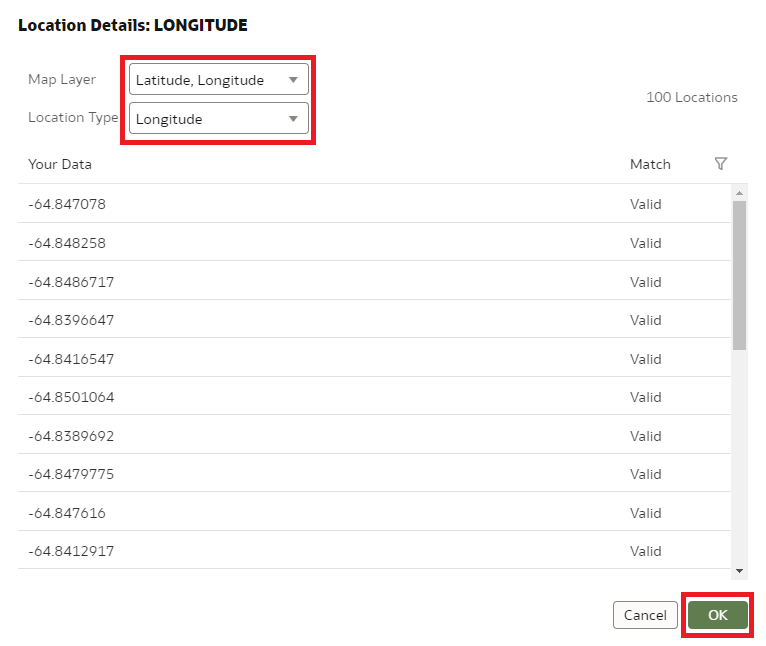 Location Details: LONGITUDE
Map Layer Latitude, Longitude
100 Locations
Location Type Longitude
Your Data Match
-64.847078 Valid
-64.848258 Valid
-64.8486717 Valid
-64.8396647 Valid
-64.8416547 Valid
-64.8501064 Valid
-64.8389692 Valid
-64.8479775 Valid
-64.847616 Valid
-64.8412917 Valid
Cancel OK